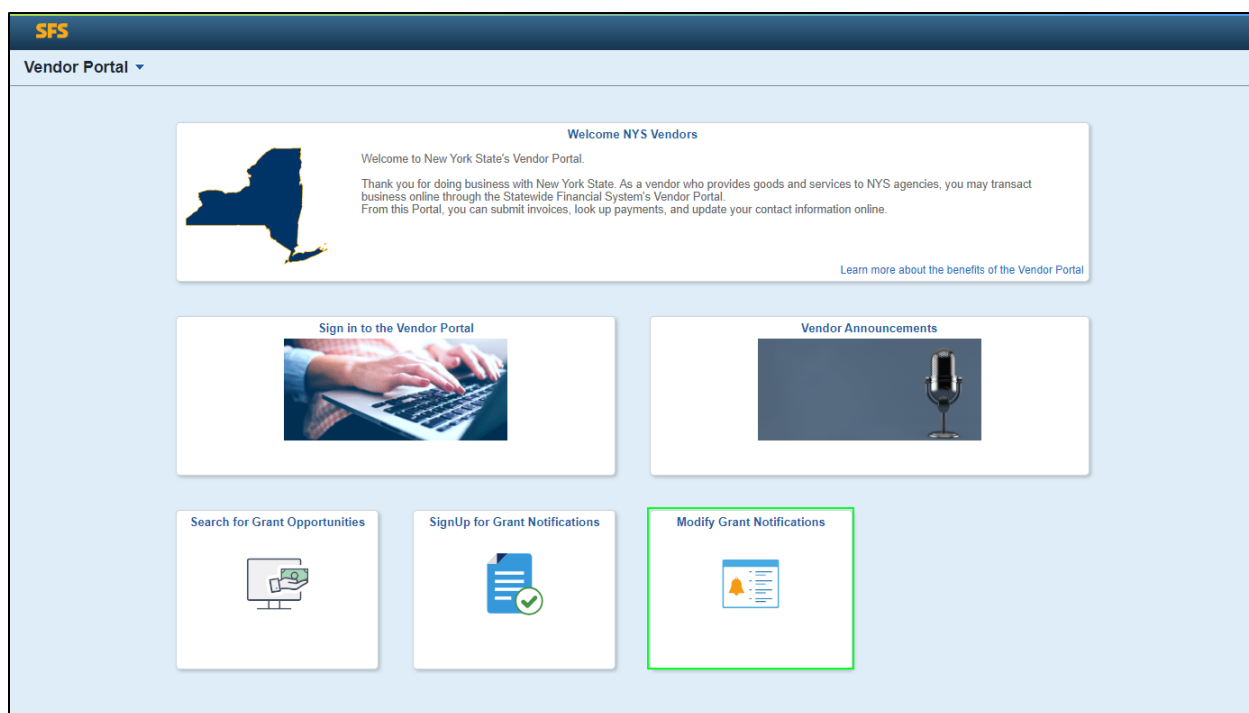 SFS
Vendor Portal
Welcome NYS Vendors
Welcome to New York State's Vendor Portal.
Thank you for doing business with New York State. As a vendor who provides goods and services to NYS agencies, you may transact
business online through the Statewide Financial System's Vendor Portal.
From this Portal, you can submit invoices, look up payments, and update your contact information online.
Learn more about the benefits of the Vendor Portal
Sign in to the Vendor Portal
Vendor Announcements
Search for Grant Opportunities
SignUp for Grant Notifications
Modify Grant Notifications